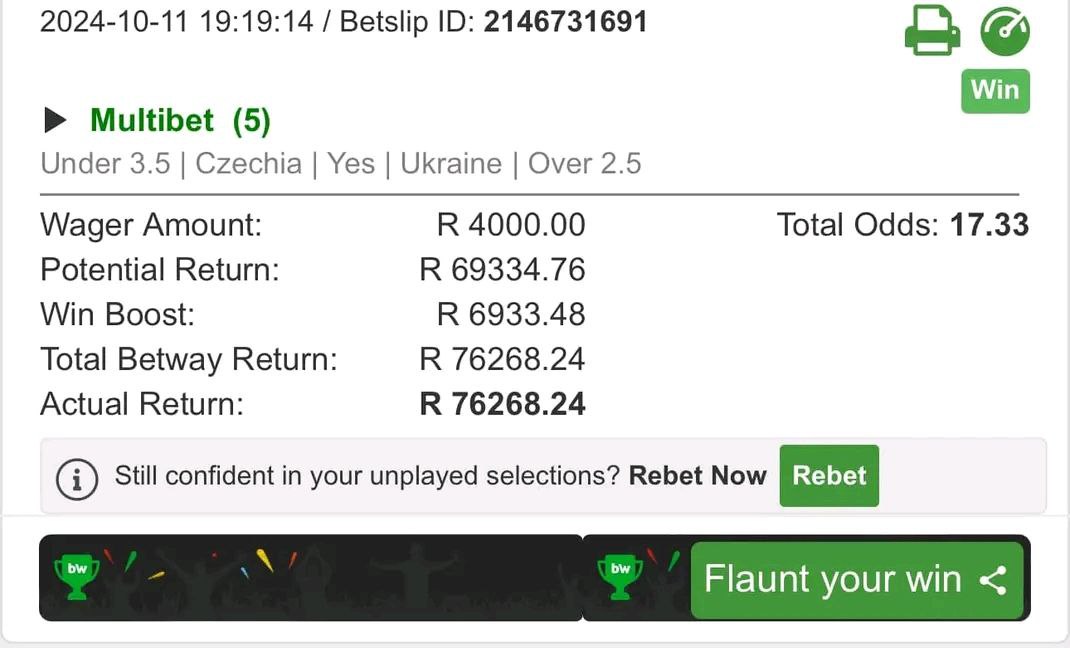 2024-10-11 19:19:14 / Betslip ID: 2146731691
Win
Multibet (5)
Under 3.5 | Czechia | Yes | Ukraine | Over 2.5
Wager Amount: R 4000.00 Total Odds: 17.33
Potential Return: R 69334.76
Win Boost: R 6933.48
Total Betway Return: R 76268.24
Actual Return: R 76268.24
Still confident in your unplayed selections? Rebet Now Rebet
bw bw Flaunt your win